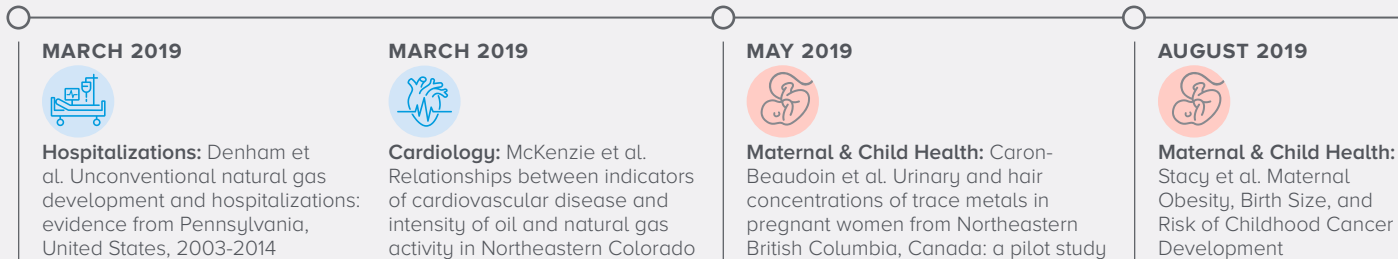 MARCH 2019
Hospitalizations: Denham et
al. Unconventional natural gas
development and hospitalizations:
evidence from Pennsylvania,
United States, 2003-2014
MARCH 2019
Cardiology: McKenzie et al.
Relationships between indicators
of cardiovascular disease and
intensity of oil and natural gas
activity in Northeastern Colorado
MAY 2019
Maternal & Child Health: Caron-
Beaudoin et al. Urinary and hair
concentrations of trace metals in
pregnant women from Northeastern
British Columbia, Canada: a pilot study
AUGUST 2019
Maternal & Child Health:
Stacy et al. Maternal
Obesity, Birth Size, and
Risk of Childhood Cancer
Development